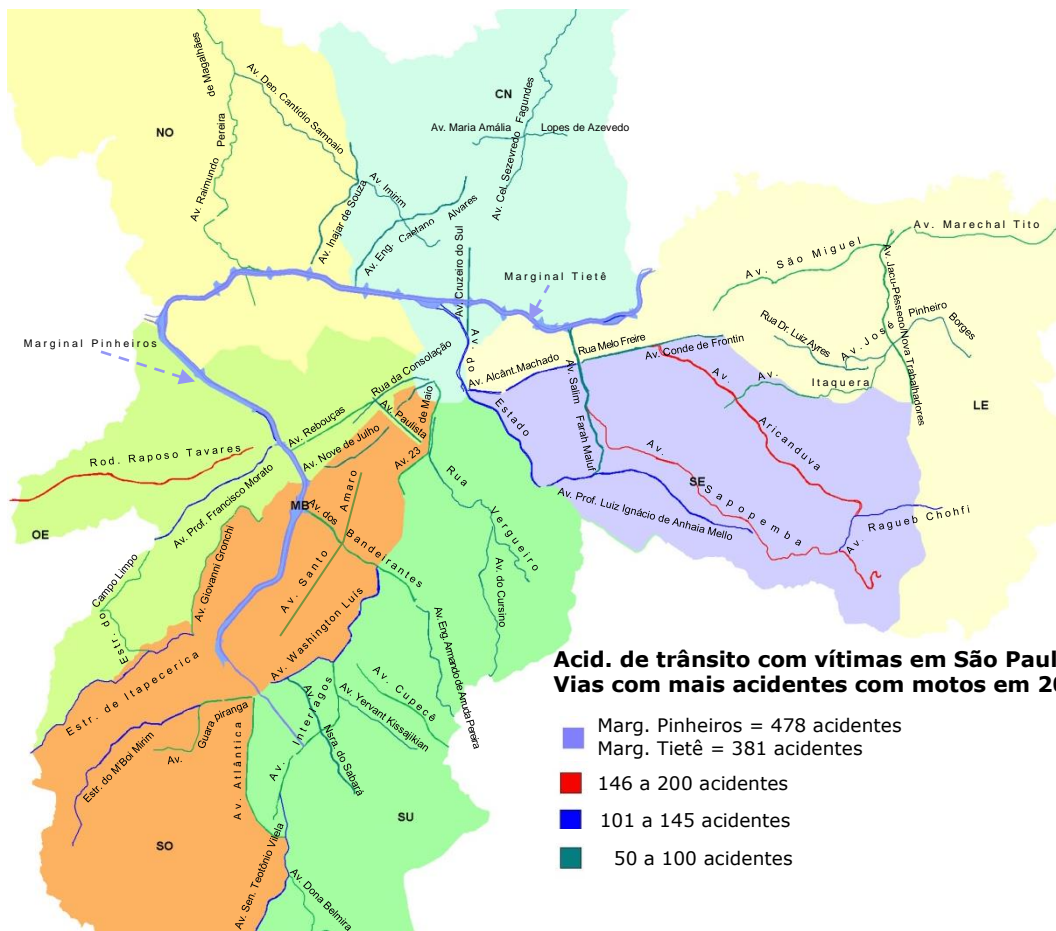 Av. Raimundo Pereira de Magalhães
Av. Dep. Cantídio Sampaio
NO
CN
Av. Maria Amália Lopes de Azevedo
Av. Cel. Sezevredo Fagundes
Av. Imirim
Av. Inajar de Souza
Av. Eng. Caetano Alvares
Av. Cruzeiro do Sul
Marginal Tietê
Av. São Miguel
Av. Marechal Tito
Av. Jacu-Pêssego/Nova Trabalhadores
Rua Dr. Luiz Ayres
Av. José Pinheiro Borges
Av. Itaquera
LE
Marginal Pinheiros
Rua da Consolação
Av. do Estado
Av. Alcânt.Machado
Rua Melo Freire
Av. Conde de Frontin
Av. Salim Farah Maluf
Av. Aricanduva
Av. Rebouças
Av. Paulista
Av. 23 de Maio
Av. Nove de Julho
Rod. Raposo Tavares
Av. Prof. Francisco Morato
OE
MB
Av. dos Bandeirantes
Av. Santo Amaro
Rua Vergueiro
SE
Av. Sapopemba
Av. Prof. Luiz Ignácio de Anhaia Mello
Av. Ragueb Chohfi
Estr. do Campo Limpo
Av. Giovanni Gronchi
Av. do Cursino
Av. Washington Luís
Av. Eng. Armando de Arruda Pereira
Estr. de Itapecerica
Av. Cupecê
Av. Yervant Kissajikian
Av. Interlagos
Av. Nsra. do Sabará
Av. Guarapiranga
Estr. do M'Boi Mirim
Av. Atlântica
SO
SU
Av. Sen. Teotônio Vilela
Av. Dona Belmira
Acid. de trânsito com vítimas em São Paul
Vias com mais acidentes com motos em 20
Marg. Pinheiros = 478 acidentes
Marg. Tietê = 381 acidentes
146 a 200 acidentes
101 a 145 acidentes
50 a 100 acidentes